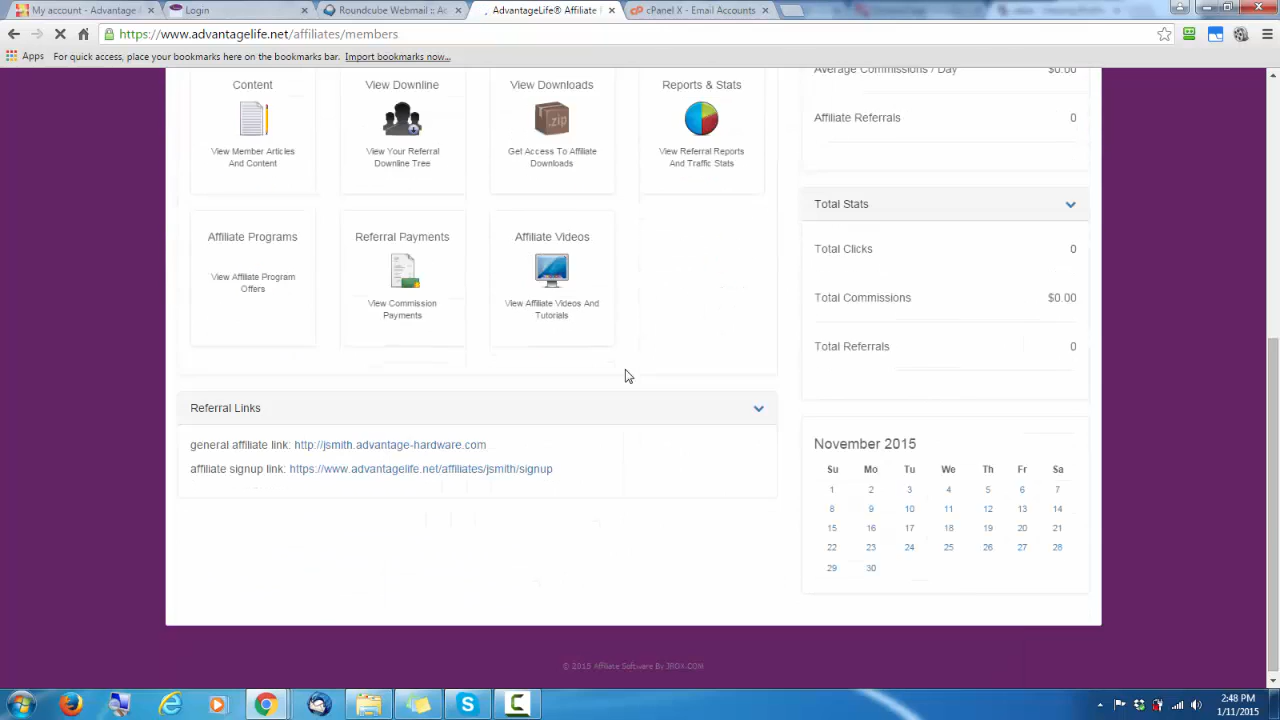 My account - Advantage
Login
Roundcube Webmail :: A
AdvantageLife® Affiliate
cPanel X - Email Accounts
https://www.advantagelife.net/affiliates/members
Apps
For quick access, place your bookmarks here on the bookmarks bar. Import bookmarks now...
Content
View Downline
View Downloads
Reports & Stats
.zip
View Member Articles
And Content
View Your Referral
Downline Tree
Get Access To Affiliate
Downloads
View Referral Reports
And Traffic Stats
Affiliate Programs
Referral Payments
Affiliate Videos
View Affiliate Program
Offers
View Commission
Payments
View Affiliate Videos And
Tutorials
Referral Links
general affiliate link: http://jsmith.advantage-hardware.com
affiliate signup link: https://www.advantagelife.net/affiliates/jsmith/signup
Average Commissions / Day $0.00
Affiliate Referrals 0
Total Stats
Total Clicks 0
Total Commissions $0.00
Total Referrals 0
November 2015
Su Mo Tu We Th Fr Sa
1 2 3 4 5 6 7
8 9 10 11 12 13 14
15 16 17 18 19 20 21
22 23 24 25 26 27 28
29 30
© 2015 Affiliate Software By JROX.COM
2:48 PM
1/11/2015